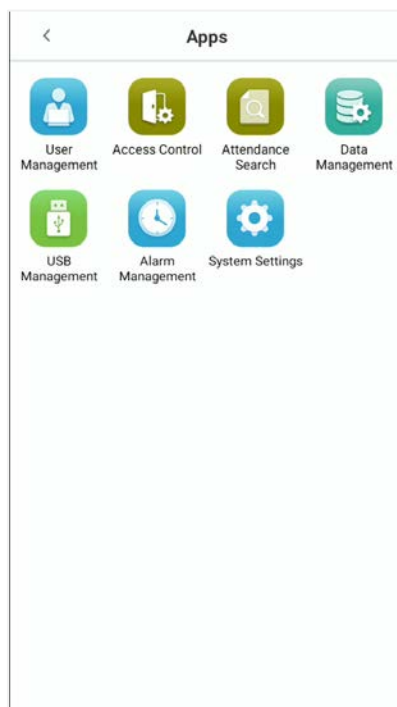 Apps
User
Management
Access Control
Attendance
Search
Data
Management
USB
Management
Alarm
Management
System Settings